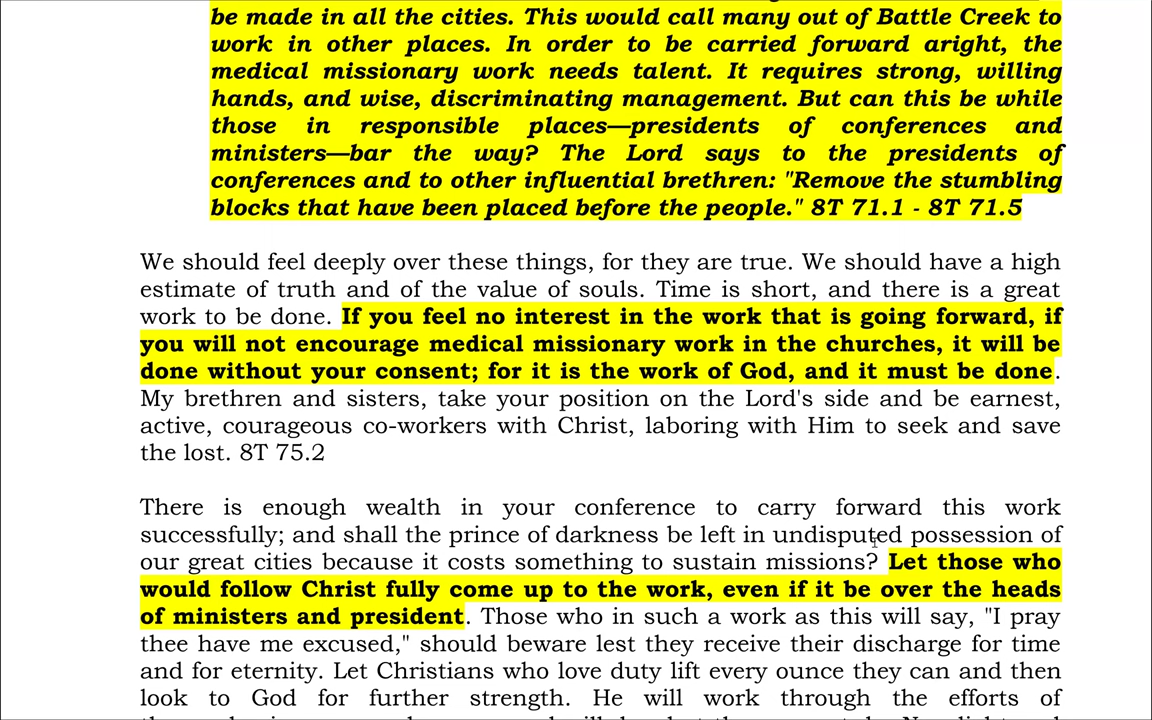 be made in all the cities. This would call many out of Battle Creek to
work in other places. In order to be carried forward aright, the
medical missionary work needs talent. It requires strong, willing
hands, and wise, discriminating management. But can this be while
those in responsible places—presidents of conferences and
ministers—bar the way? The Lord says to the presidents of
conferences and to other influential brethren: "Remove the stumbling
blocks that have been placed before the people." 8T 71.1 - 8T 71.5
We should feel deeply over these things, for they are true. We should have a high
estimate of truth and of the value of souls. Time is short, and there is a great
work to be done. If you feel no interest in the work that is going forward, if
you will not encourage medical missionary work in the churches, it will be
done without your consent; for it is the work of God, and it must be done.
My brethren and sisters, take your position on the Lord's side and be earnest,
active, courageous co-workers with Christ, laboring with Him to seek and save
the lost. 8T 75.2
There is enough wealth in your conference to carry forward this work
successfully; and shall the prince of darkness be left in undisputed possession of
our great cities because it costs something to sustain missions? Let those who
would follow Christ fully come up to the work, even if it be over the heads
of ministers and president. Those who in such a work as this will say, "I pray
thee have me excused," should beware lest they receive their discharge for time
and for eternity. Let Christians who love duty lift every ounce they can and then
look to God for further strength. He will work through the efforts of